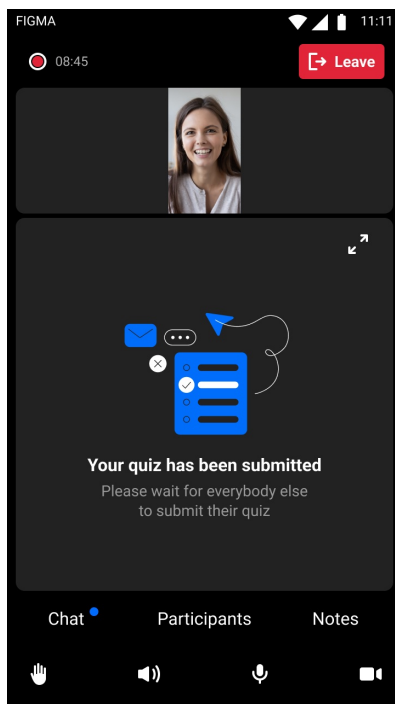 FIGMA
11:11
08:45
Leave
Your quiz has been submitted
Please wait for everybody else
to submit their quiz
Chat
Participants
Notes